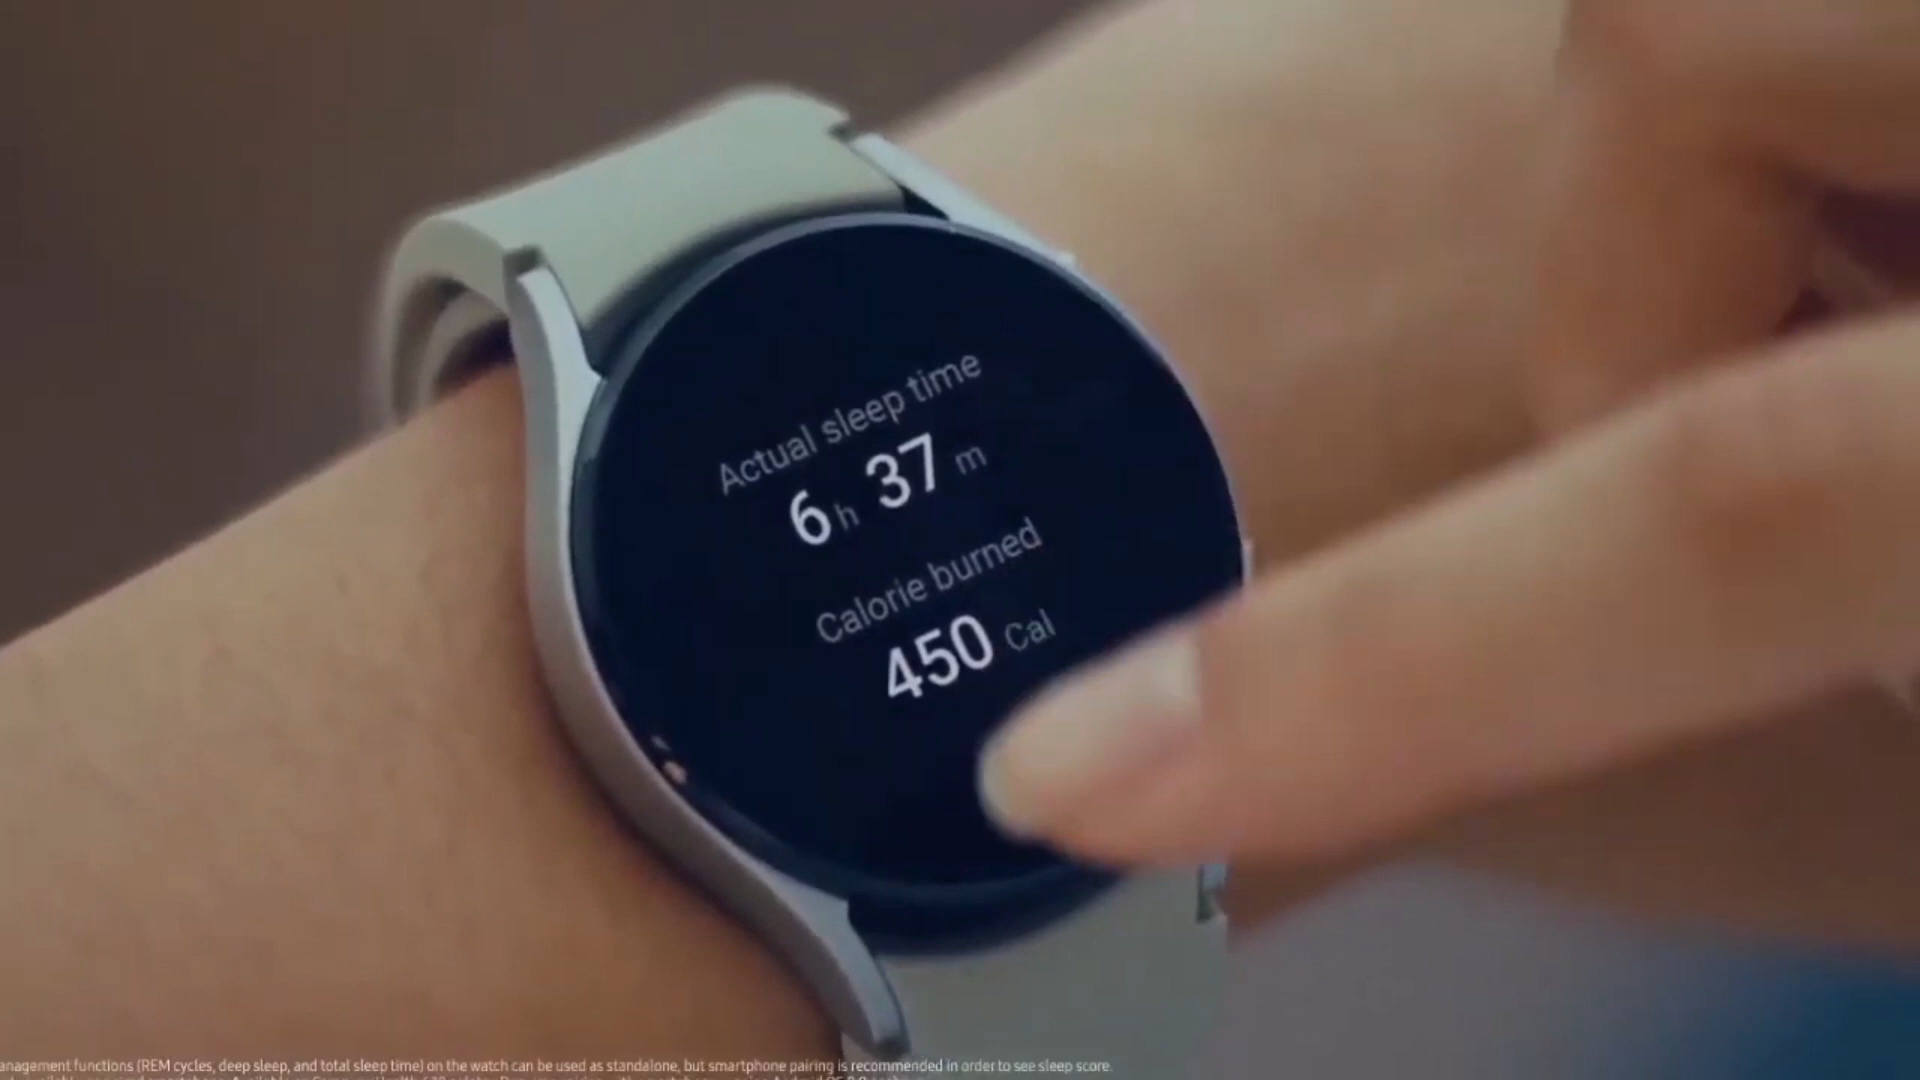 Actual sleep time
6 h 37 m
Calorie burned
450 Cal
anagement functions (REM cycles, deep sleep, and total sleep time) on the watch can be used as standalone, but smartphone pairing is recommended in order to see sleep score.